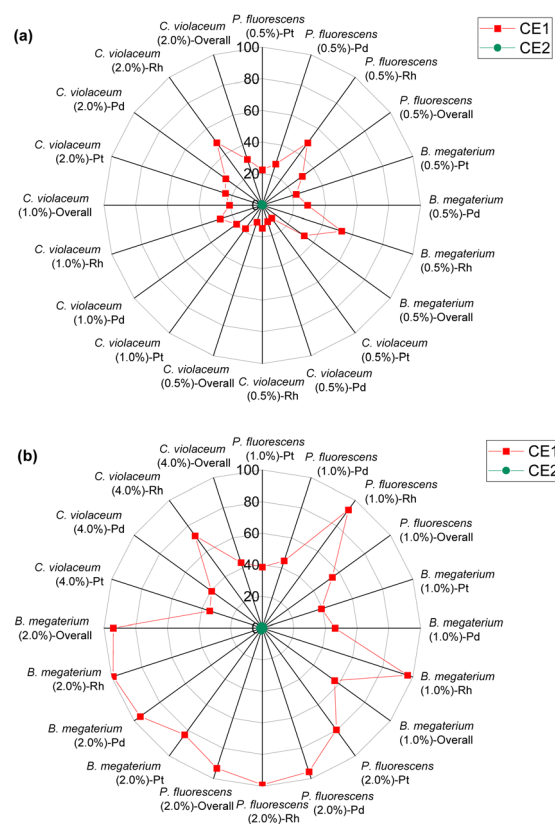 (a)
CE1
CE2
P. fluorescens
(0.5%)-Pt
P. fluorescens
(0.5%)-Pd
P. fluorescens
(0.5%)-Rh
P. fluorescens
(0.5%)-Overall
B. megaterium
(0.5%)-Pt
B. megaterium
(0.5%)-Pd
B. megaterium
(0.5%)-Rh
B. megaterium
(0.5%)-Overall
C. violaceum
(0.5%)-Pt
C. violaceum
(0.5%)-Pd
C. violaceum
(0.5%)-Rh
C. violaceum
(0.5%)-Overall
C. violaceum
(1.0%)-Pt
C. violaceum
(1.0%)-Pd
C. violaceum
(1.0%)-Rh
C. violaceum
(1.0%)-Overall
C. violaceum
(2.0%)-Pt
C. violaceum
(2.0%)-Pd
C. violaceum
(2.0%)-Rh
C. violaceum
(2.0%)-Overall
100
80
60
40
20
0
(b)
CE1
CE2
P. fluorescens
(1.0%)-Pt
P. fluorescens
(1.0%)-Pd
P. fluorescens
(1.0%)-Rh
P. fluorescens
(1.0%)-Overall
B. megaterium
(1.0%)-Pt
B. megaterium
(1.0%)-Pd
B. megaterium
(1.0%)-Rh
B. megaterium
(1.0%)-Overall
P. fluorescens
(2.0%)-Pt
P. fluorescens
(2.0%)-Pd
P. fluorescens
(2.0%)-Rh
P. fluorescens
(2.0%)-Overall
B. megaterium
(2.0%)-Pt
B. megaterium
(2.0%)-Pd
B. megaterium
(2.0%)-Rh
B. megaterium
(2.0%)-Overall
C. violaceum
(4.0%)-Pt
C. violaceum
(4.0%)-Pd
C. violaceum
(4.0%)-Rh
C. violaceum
(4.0%)-Overall
100
80
60
40
20
0